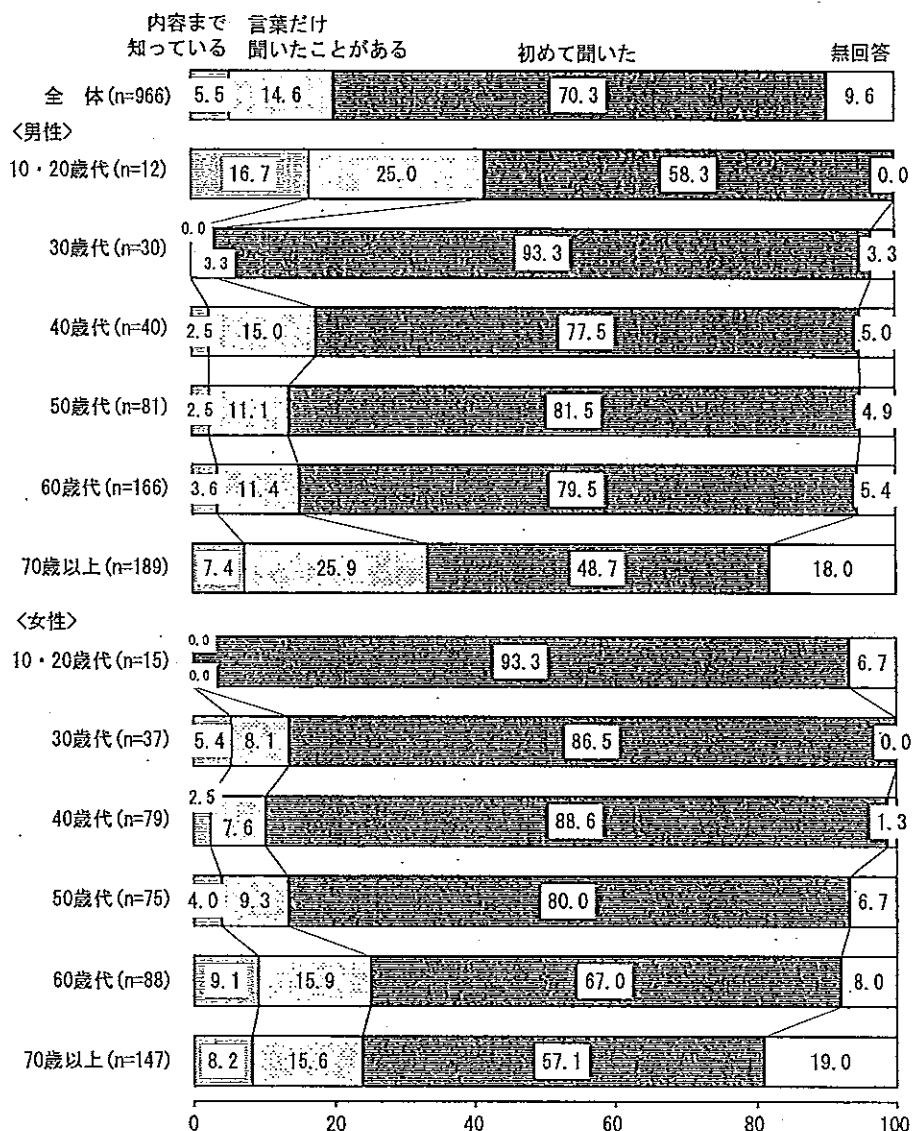 内容まで 言葉だけ
知っている 聞いたことがある 初めて聞いた 無回答
全 体(n=966) 5.5 14.6 70.3 9.6
<男性>
10・20歳代(n=12) 16.7 25.0 58.3 0.0
30歳代(n=30) 0.0 3.3 93.3 3.3
40歳代(n=40) 2.5 15.0 77.5 5.0
50歳代(n=81) 2.5 11.1 81.5 4.9
60歳代(n=166) 3.6 11.4 79.5 5.4
70歳以上(n=189) 7.4 25.9 48.7 18.0
<女性>
10・20歳代(n=15) 0.0 0.0 93.3 6.7
30歳代(n=37) 5.4 8.1 86.5 0.0
40歳代(n=79) 2.5 7.6 88.6 1.3
50歳代(n=75) 4.0 9.3 80.0 6.7
60歳代(n=88) 9.1 15.9 67.0 8.0
70歳以上(n=147) 8.2 15.6 57.1 19.0
0 20 40 60 80 100